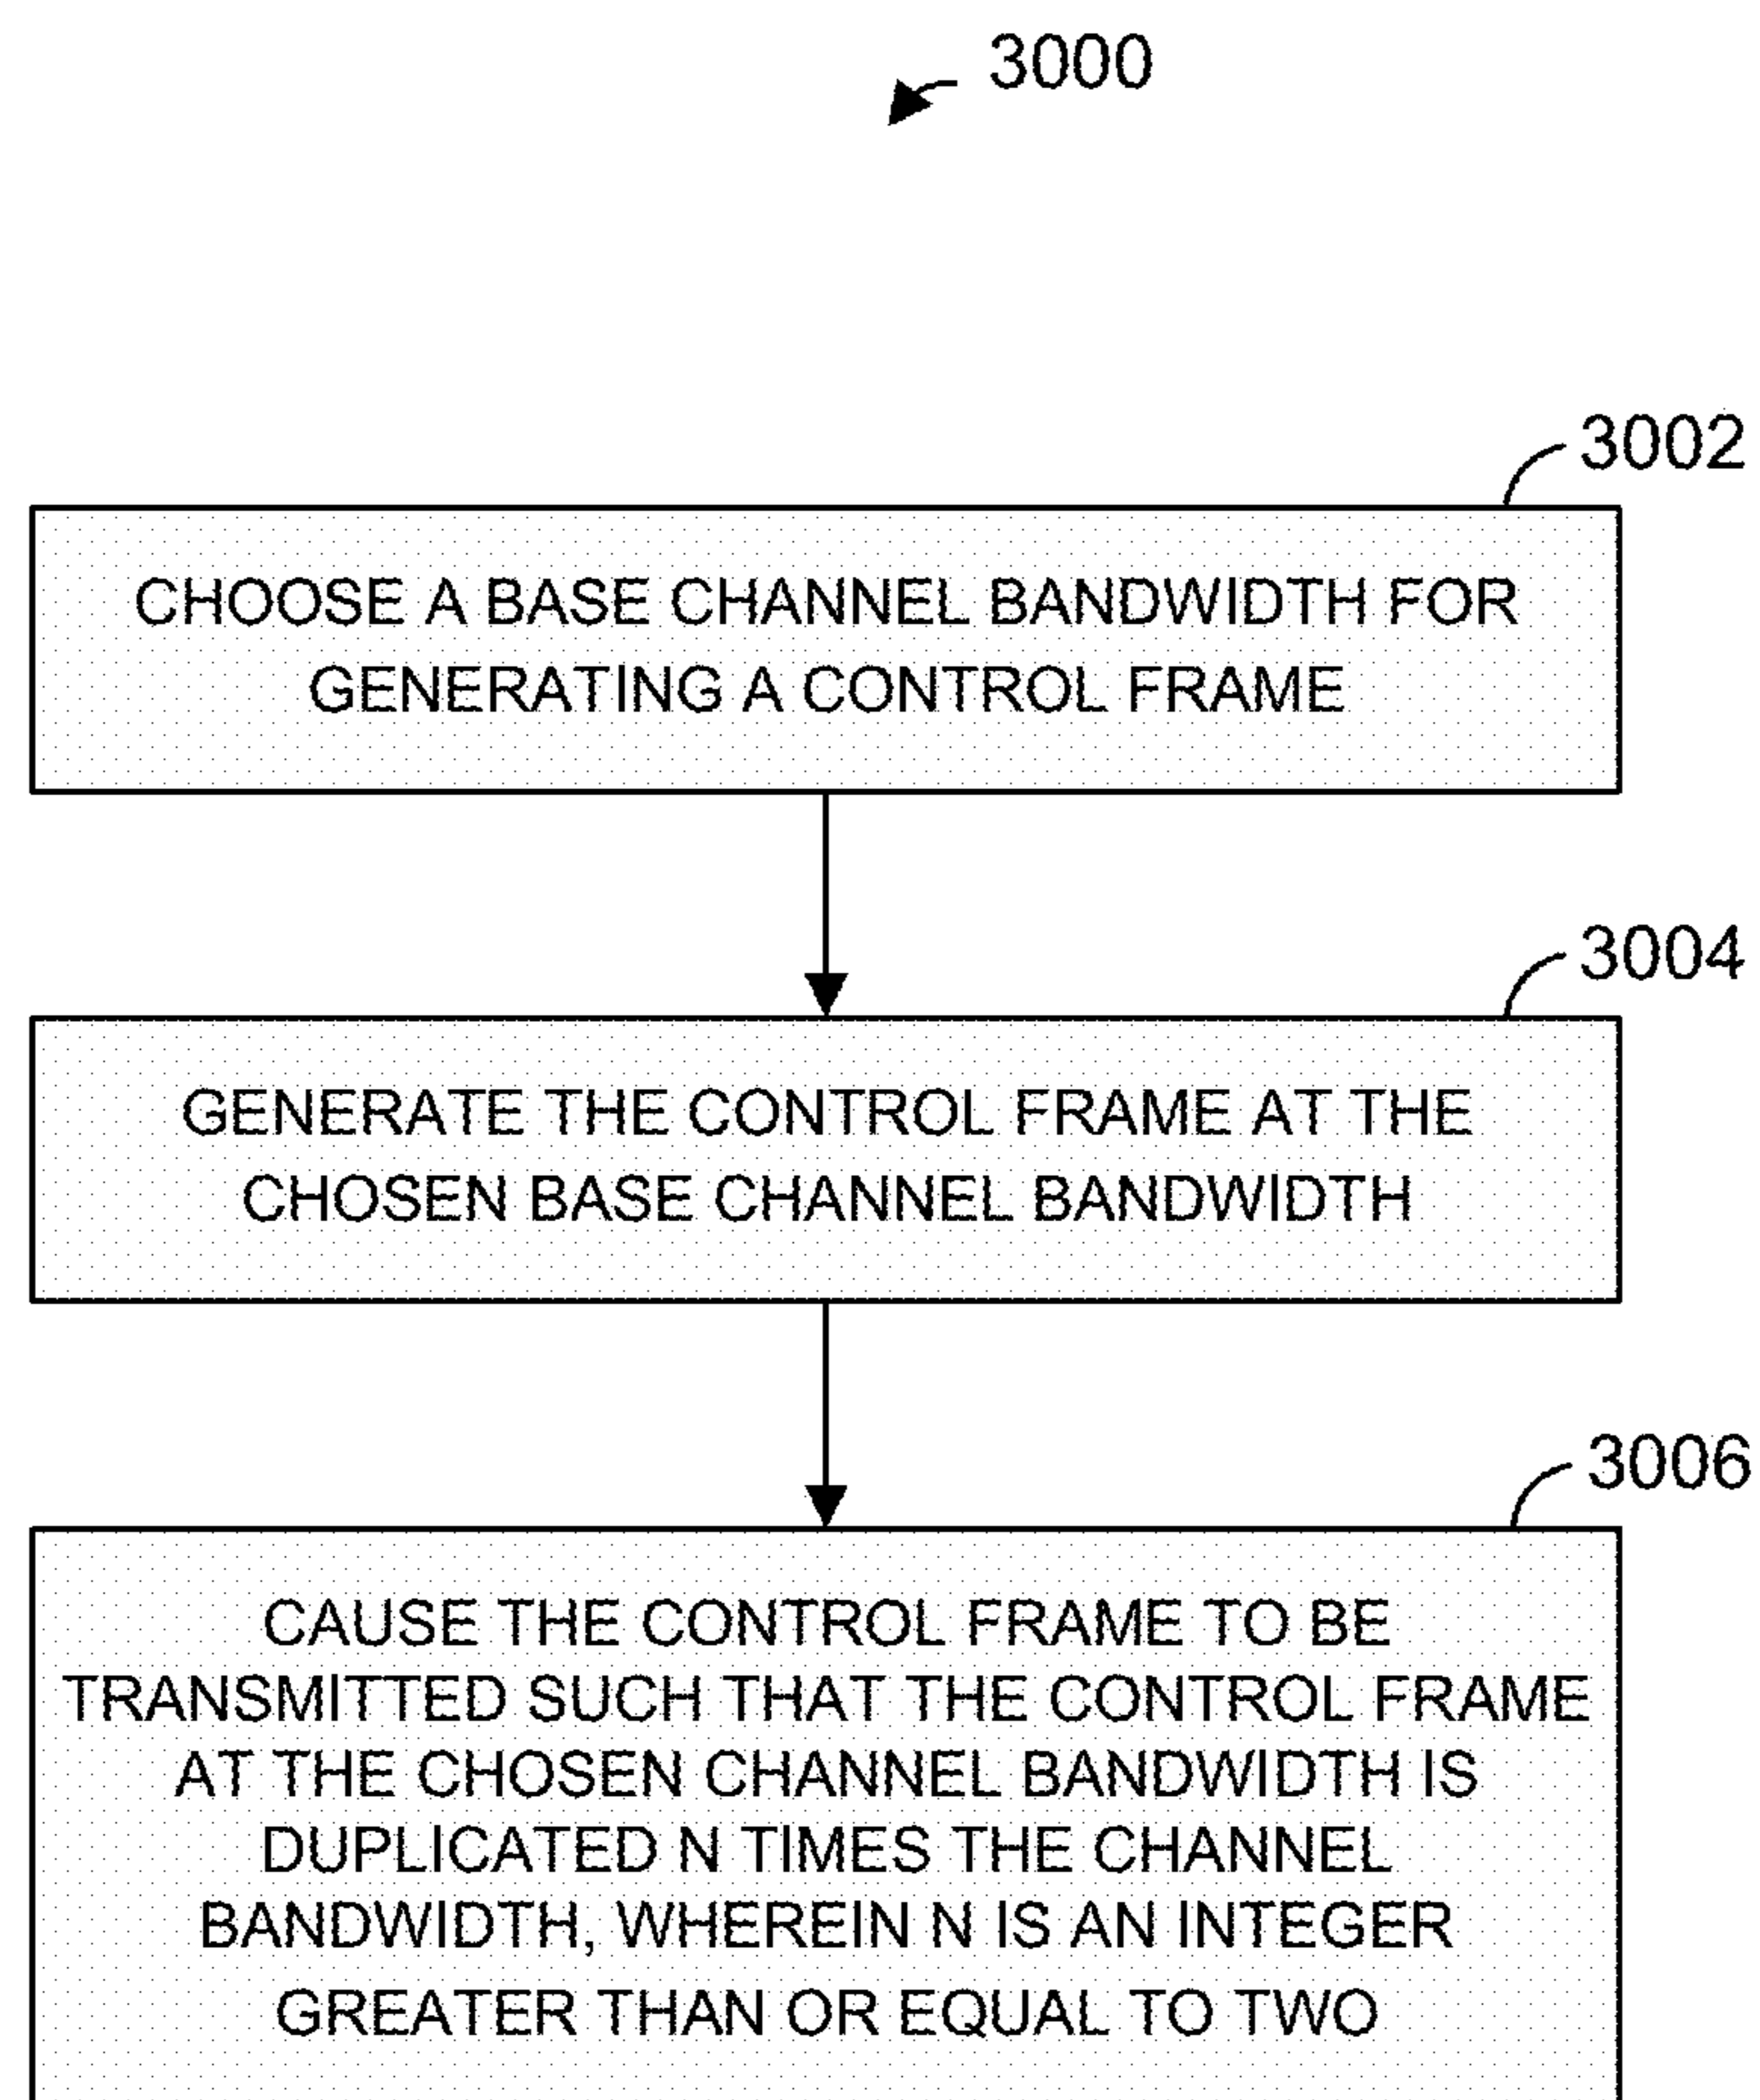 3000
3002
CHOOSE A BASE CHANNEL BANDWIDTH FOR
GENERATING A CONTROL FRAME
3004
GENERATE THE CONTROL FRAME AT THE
CHOSEN BASE CHANNEL BANDWIDTH
3006
CAUSE THE CONTROL FRAME TO BE
TRANSMITTED SUCH THAT THE CONTROL FRAME
AT THE CHOSEN CHANNEL BANDWIDTH IS
DUPLICATED N TIMES THE CHANNEL
BANDWIDTH, WHEREIN N IS AN INTEGER
GREATER THAN OR EQUAL TO TWO